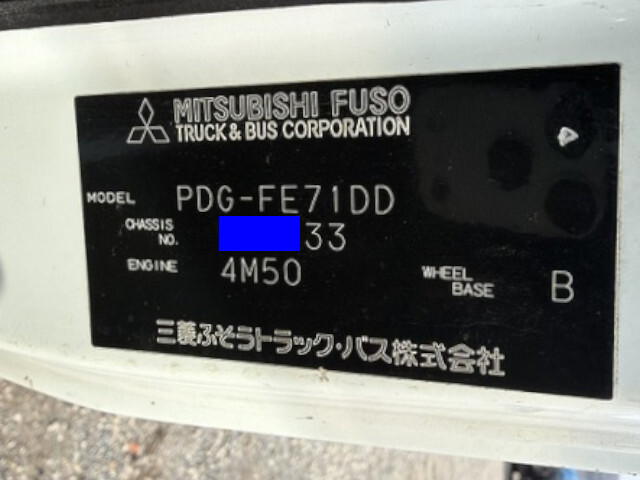 MITSUBISHI FUSO
TRUCK & BUS CORPORATION
MODEL PDG-FE71DD
CHASSIS NO. 33
ENGINE 4M50
WHEEL BASE B
三菱ふそうトラック・バス株式会社